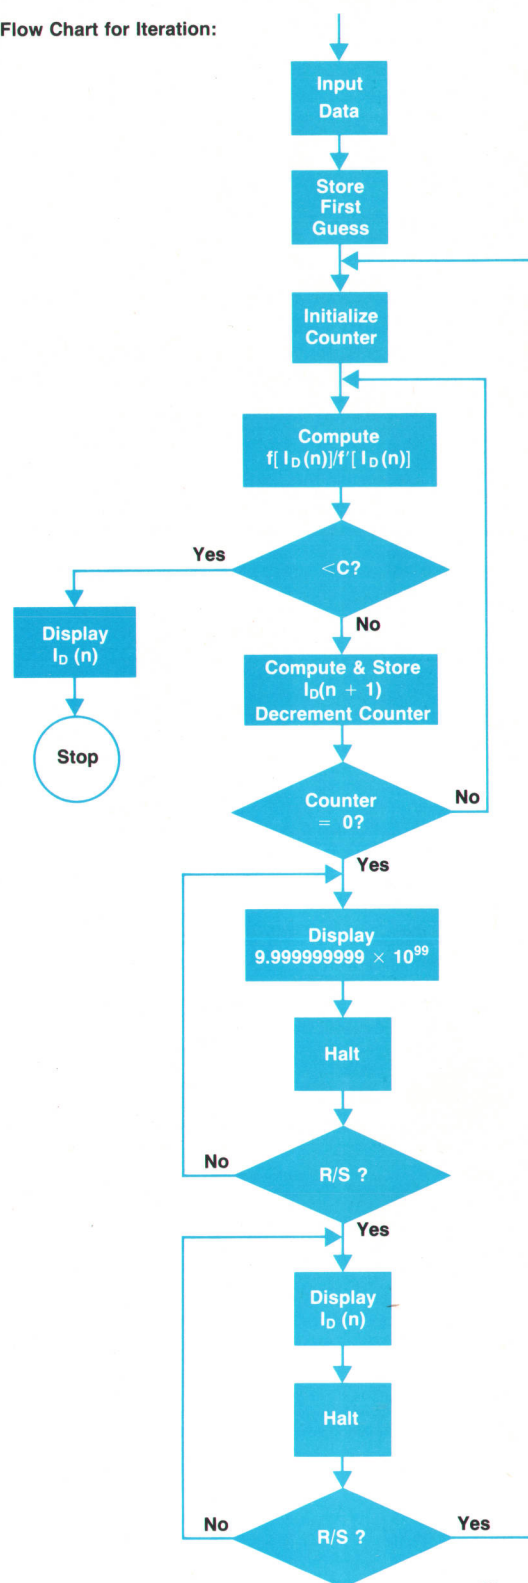 Flow Chart for Iteration:
Input
Data
Store
First
Guess
Initialize
Counter
Compute
f[ I_D(n)]/f'[ I_D(n)]
<C?
Yes
No
Display
I_D (n)
Stop
Compute & Store
I_D(n + 1)
Decrement Counter
Counter
= 0?
No
Yes
Display
9.999999999 × 10^99
Halt
R/S ?
No
Yes
Display
I_D (n)
Halt
R/S ?
No
Yes